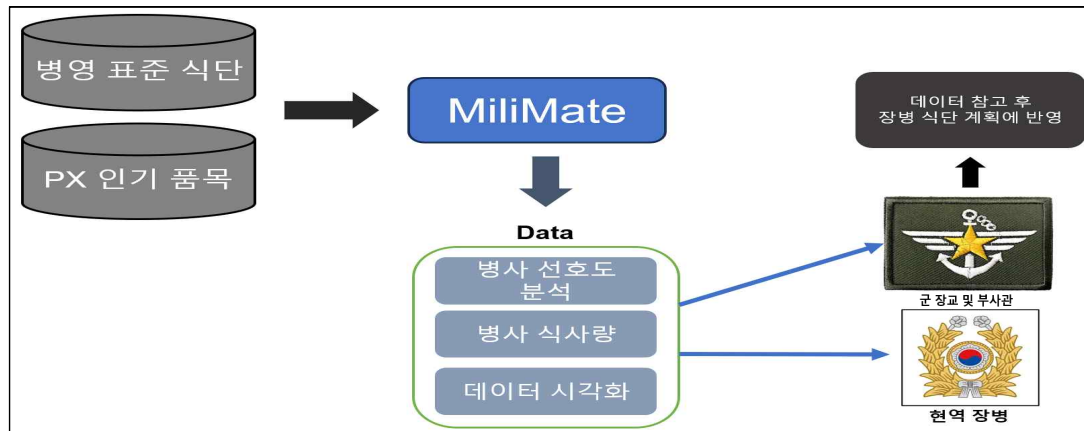 병영 표준 식단
PX 인기 품목
MiliMate
Data
병사 선호도
분석
병사 식사량
데이터 시각화
데이터 참고 후
장병 식단 계획에 반영
군 장교 및 부사관
현역 장병